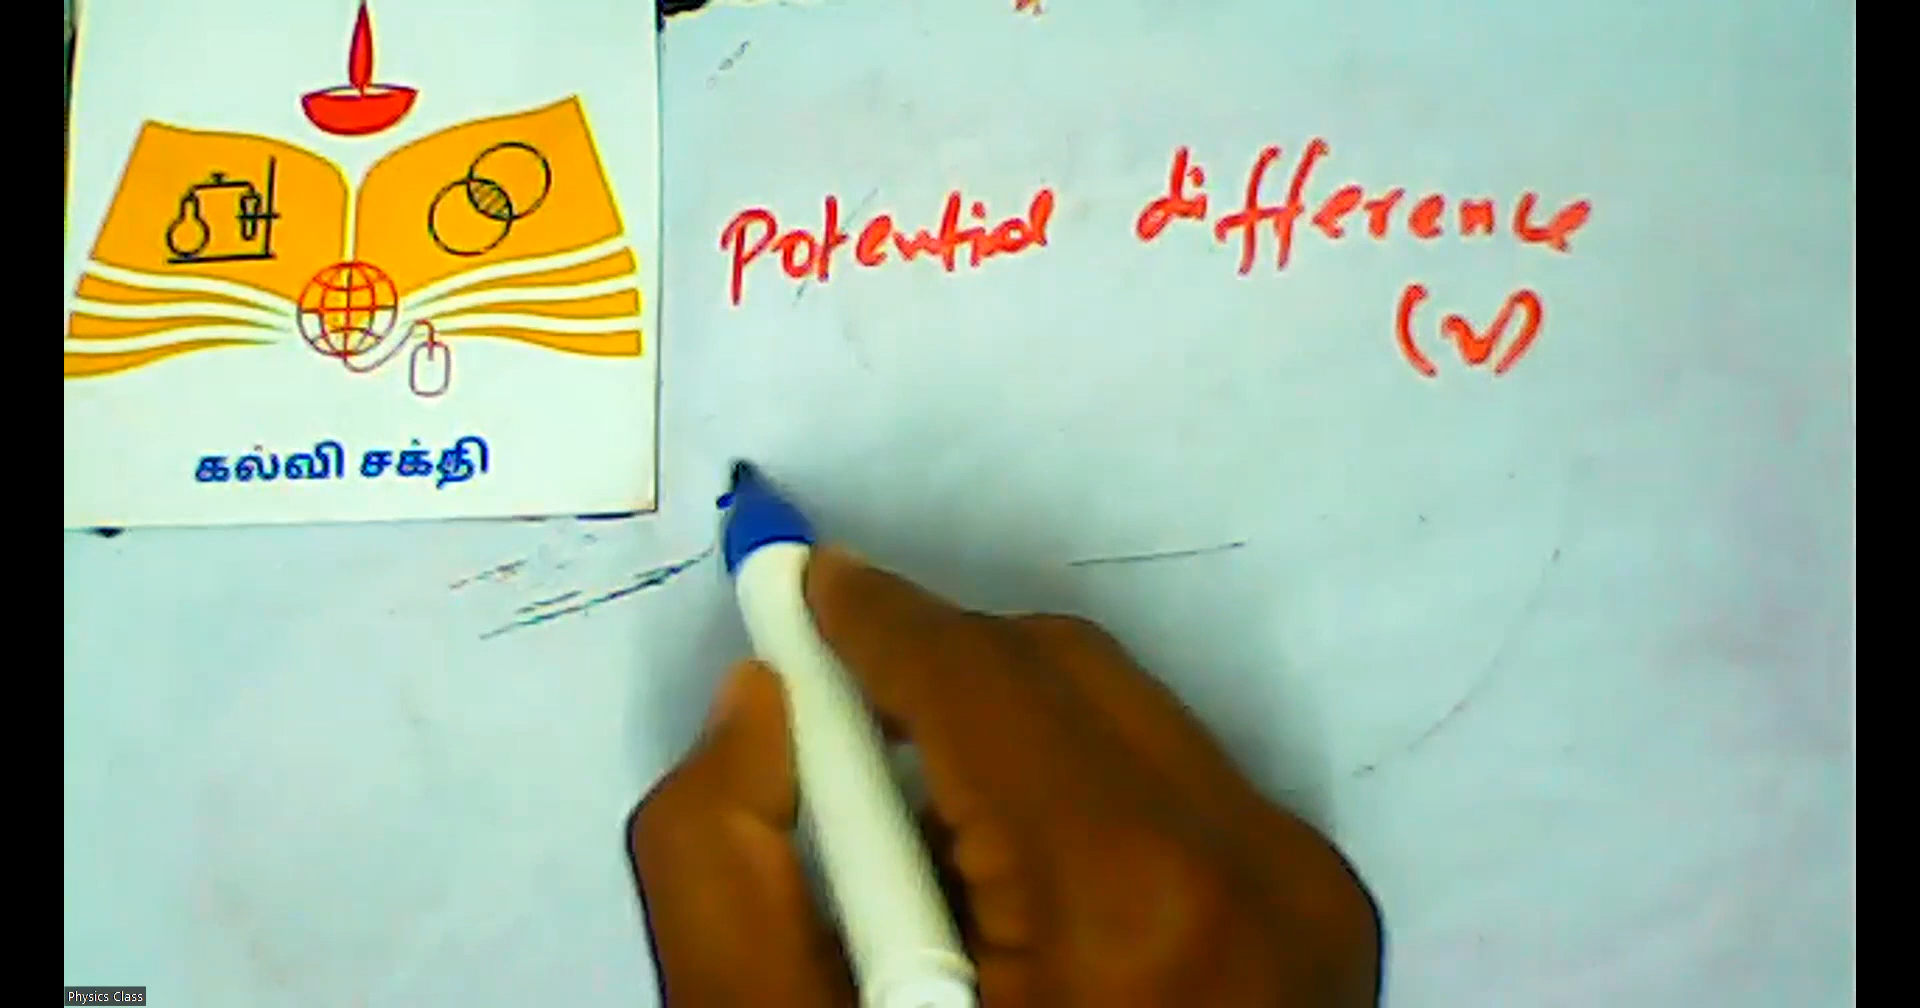 Potential difference
(V)
கல்வி சக்தி
Physics Class